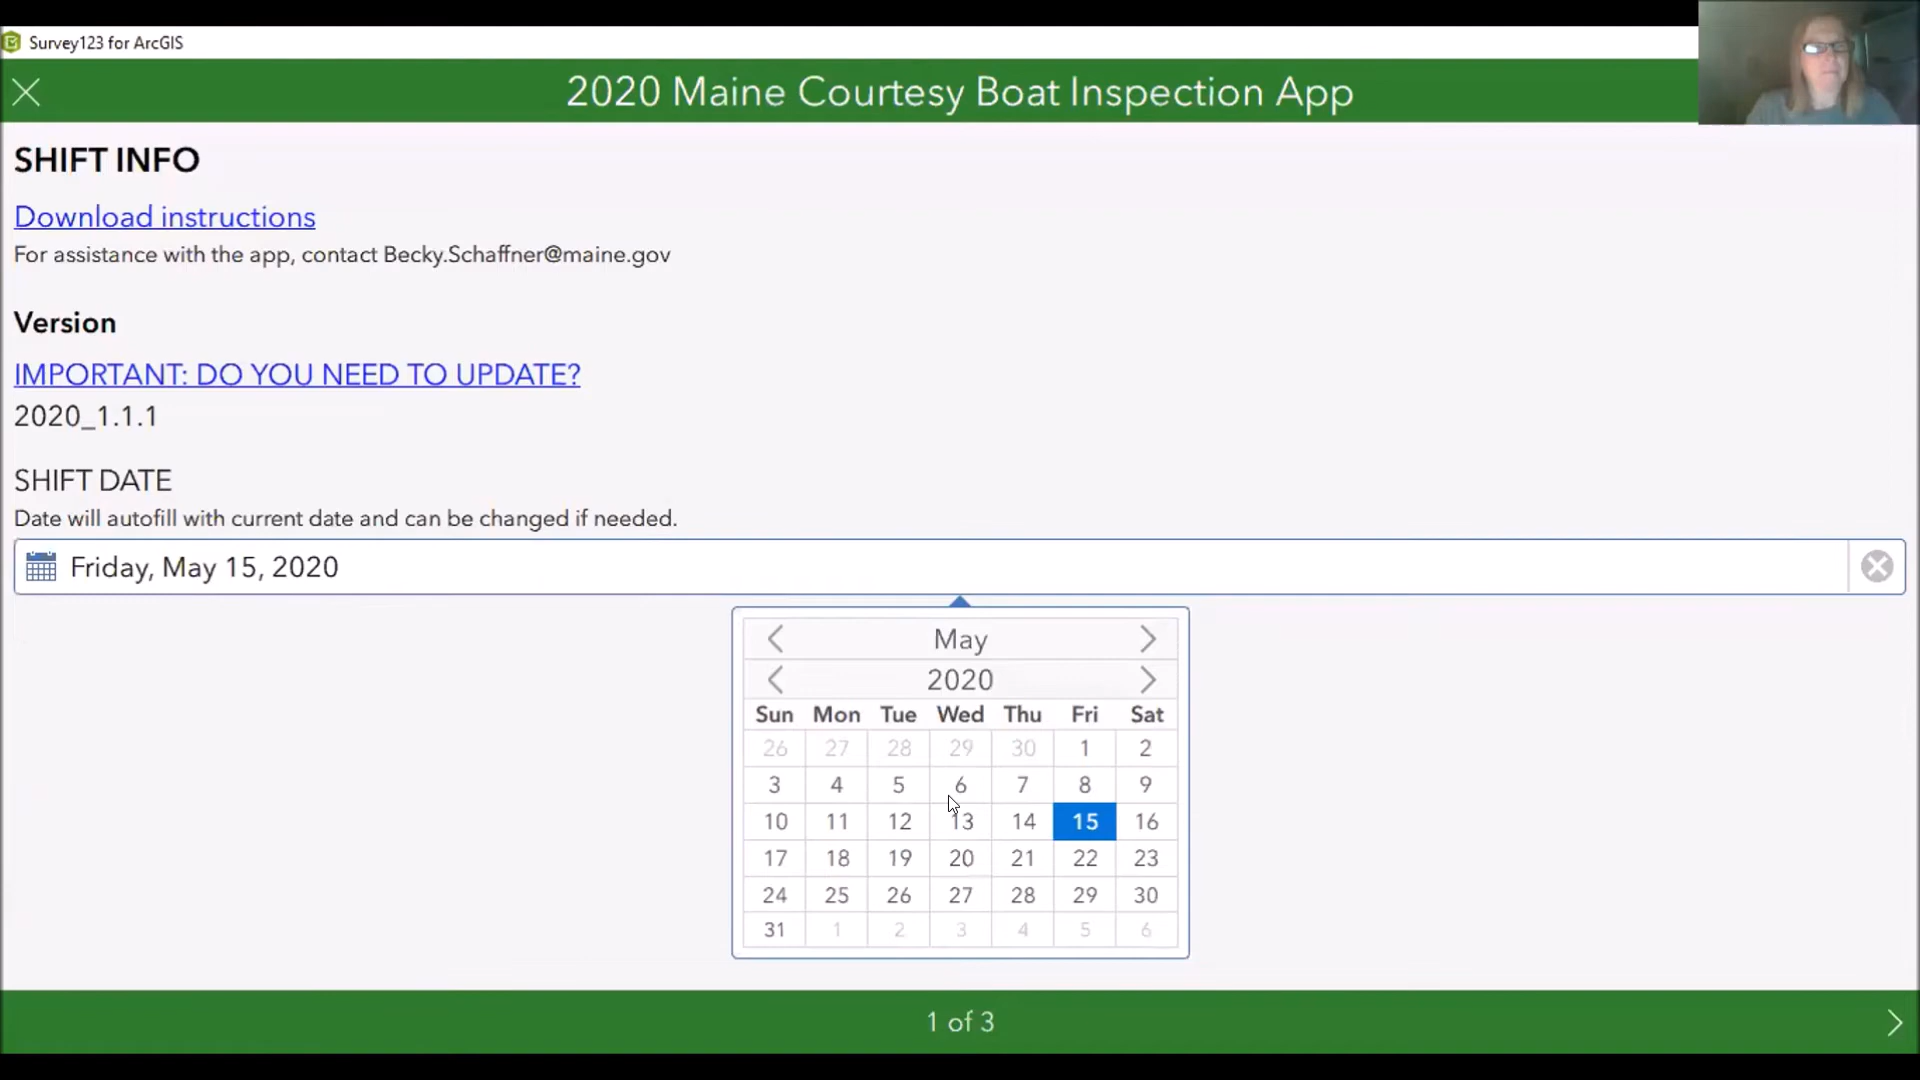 Survey123 for ArcGIS
2020 Maine Courtesy Boat Inspection App
SHIFT INFO
Download instructions
For assistance with the app, contact Becky.Schaffner@maine.gov
Version
IMPORTANT: DO YOU NEED TO UPDATE?
2020_1.1.1
SHIFT DATE
Date will autofill with current date and can be changed if needed.
Friday, May 15, 2020
May
2020
Sun Mon Tue Wed Thu Fri Sat
26 27 28 29 30 1 2
3 4 5 6 7 8 9
10 11 12 13 14 15 16
17 18 19 20 21 22 23
24 25 26 27 28 29 30
31 1 2 3 4 5 6
1 of 3